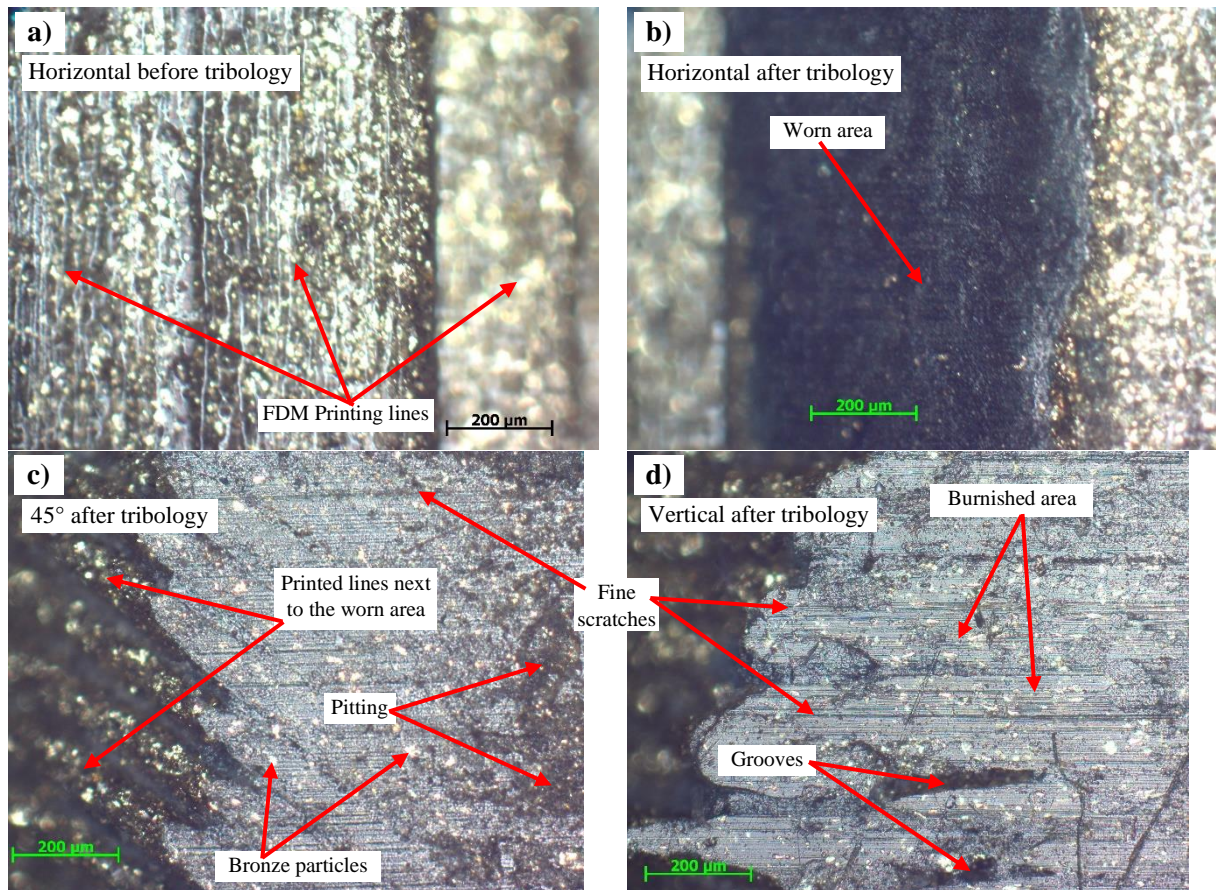 a)
Horizontal before tribology
FDM Printing lines
200 µm
b)
Horizontal after tribology
Worn area
200 µm
c)
45° after tribology
Printed lines next
to the worn area
Pitting
Bronze particles
200 µm
Fine
scratches
d)
Vertical after tribology
Burnished area
Grooves
200 µm